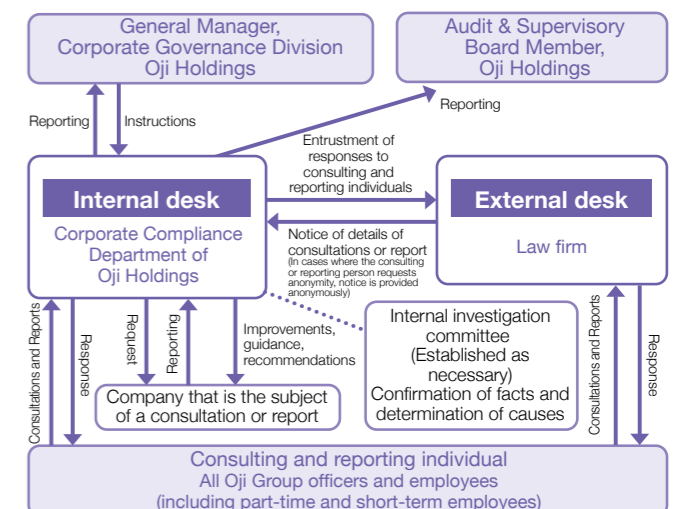 General Manager,
Corporate Governance Division
Oji Holdings
Audit & Supervisory
Board Member,
Oji Holdings
Reporting
Instructions
Reporting
Entrustment of
responses to
consulting and
reporting individuals
Internal desk
Corporate Compliance
Department of
Oji Holdings
External desk
Law firm
Notice of details of
consultations or report
(In cases where the consulting
or reporting person requests
anonymity, notice is provided
anonymously)
Consultations and Reports
Response
Request
Reporting
Improvements,
guidance,
recommendations
Internal investigation
committee
(Established as
necessary)
Confirmation of facts and
determination of causes
Consultations and Reports
Response
Company that is the subject
of a consultation or report
Consulting and reporting individual
All Oji Group officers and employees
(including part-time and short-term employees)